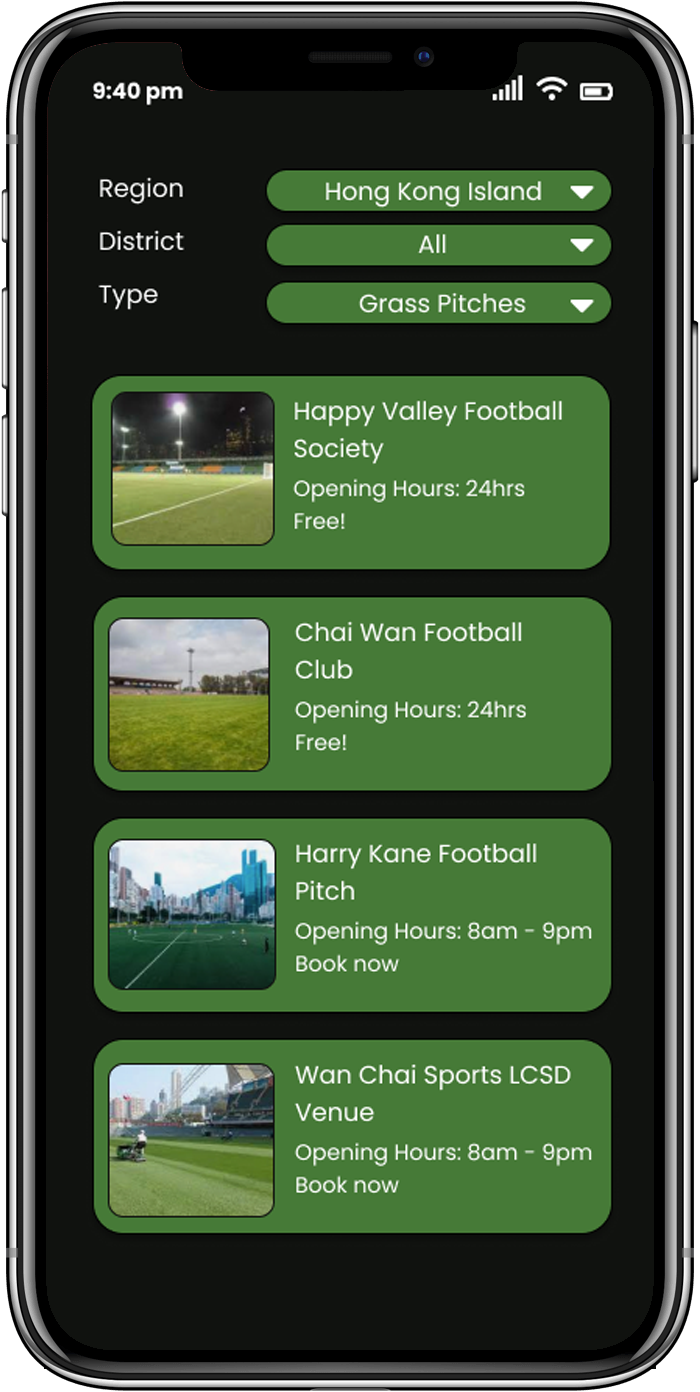 9:40 pm
Region
Hong Kong Island
District
All
Type
Grass Pitches
Happy Valley Football
Society
Opening Hours: 24hrs
Free!
Chai Wan Football
Club
Opening Hours: 24hrs
Free!
Harry Kane Football
Pitch
Opening Hours: 8am - 9pm
Book now
Wan Chai Sports LCSD
Venue
Opening Hours: 8am - 9pm
Book now